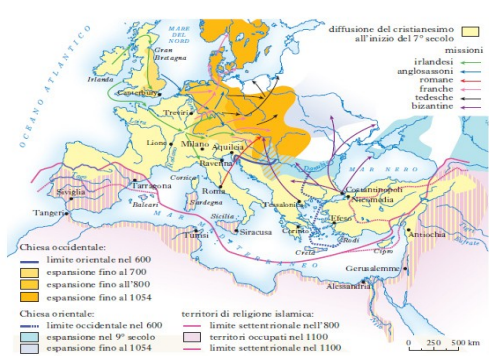 MARE
DEL
NORD
diffusione del cristianesimo
all'inizio del 7° secolo
missioni
irlandesi
anglosassoni
romane
franche
tedesche
bizantine
OCEANO ATLANTICO
Gran
Bretagna
Irlanda
Canterbury
Treviri
Loira
Lione
Milano
Aquileia
Ravenna
Corsica
Roma
Sardegna
Tarragona
Baleari
Siviglia
Tangeri
Sicilia
Siracusa
Tunisi
MAR MEDITERRANEO
Danubio
MAR NERO
Costantinopoli
Nicomedia
Tessalonica
Efeso
Corinto
Rodi
Creta
Cipro
Antiochia
Eufrate
Gerusalemme
Alessandria
Chiesa occidentale:
limite orientale nel 600
espansione fino al 700
espansione fino all'800
espansione fino al 1054
Chiesa orientale:
limite occidentale nel 600
espansione nel 9° secolo
espansione fino al 1054
territori di religione islamica:
limite settentrionale nell'800
territori occupati nel 1100
limite settentrionale nel 1100
0 250 500 km